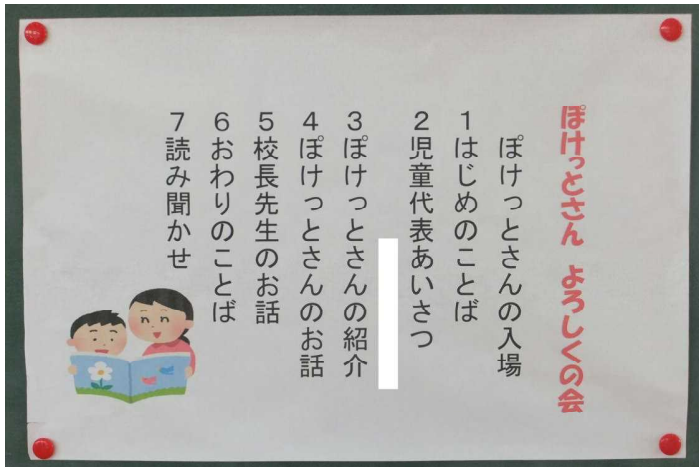 ぽけっとさん よろしくの会
ぽけっとさんの入場
1はじめのことば
2児童代表あいさつ
3ぽけっとさんの紹介
4ぽけっとさんのお話
5校長先生のお話
6おわりのことば
7読み聞かせ